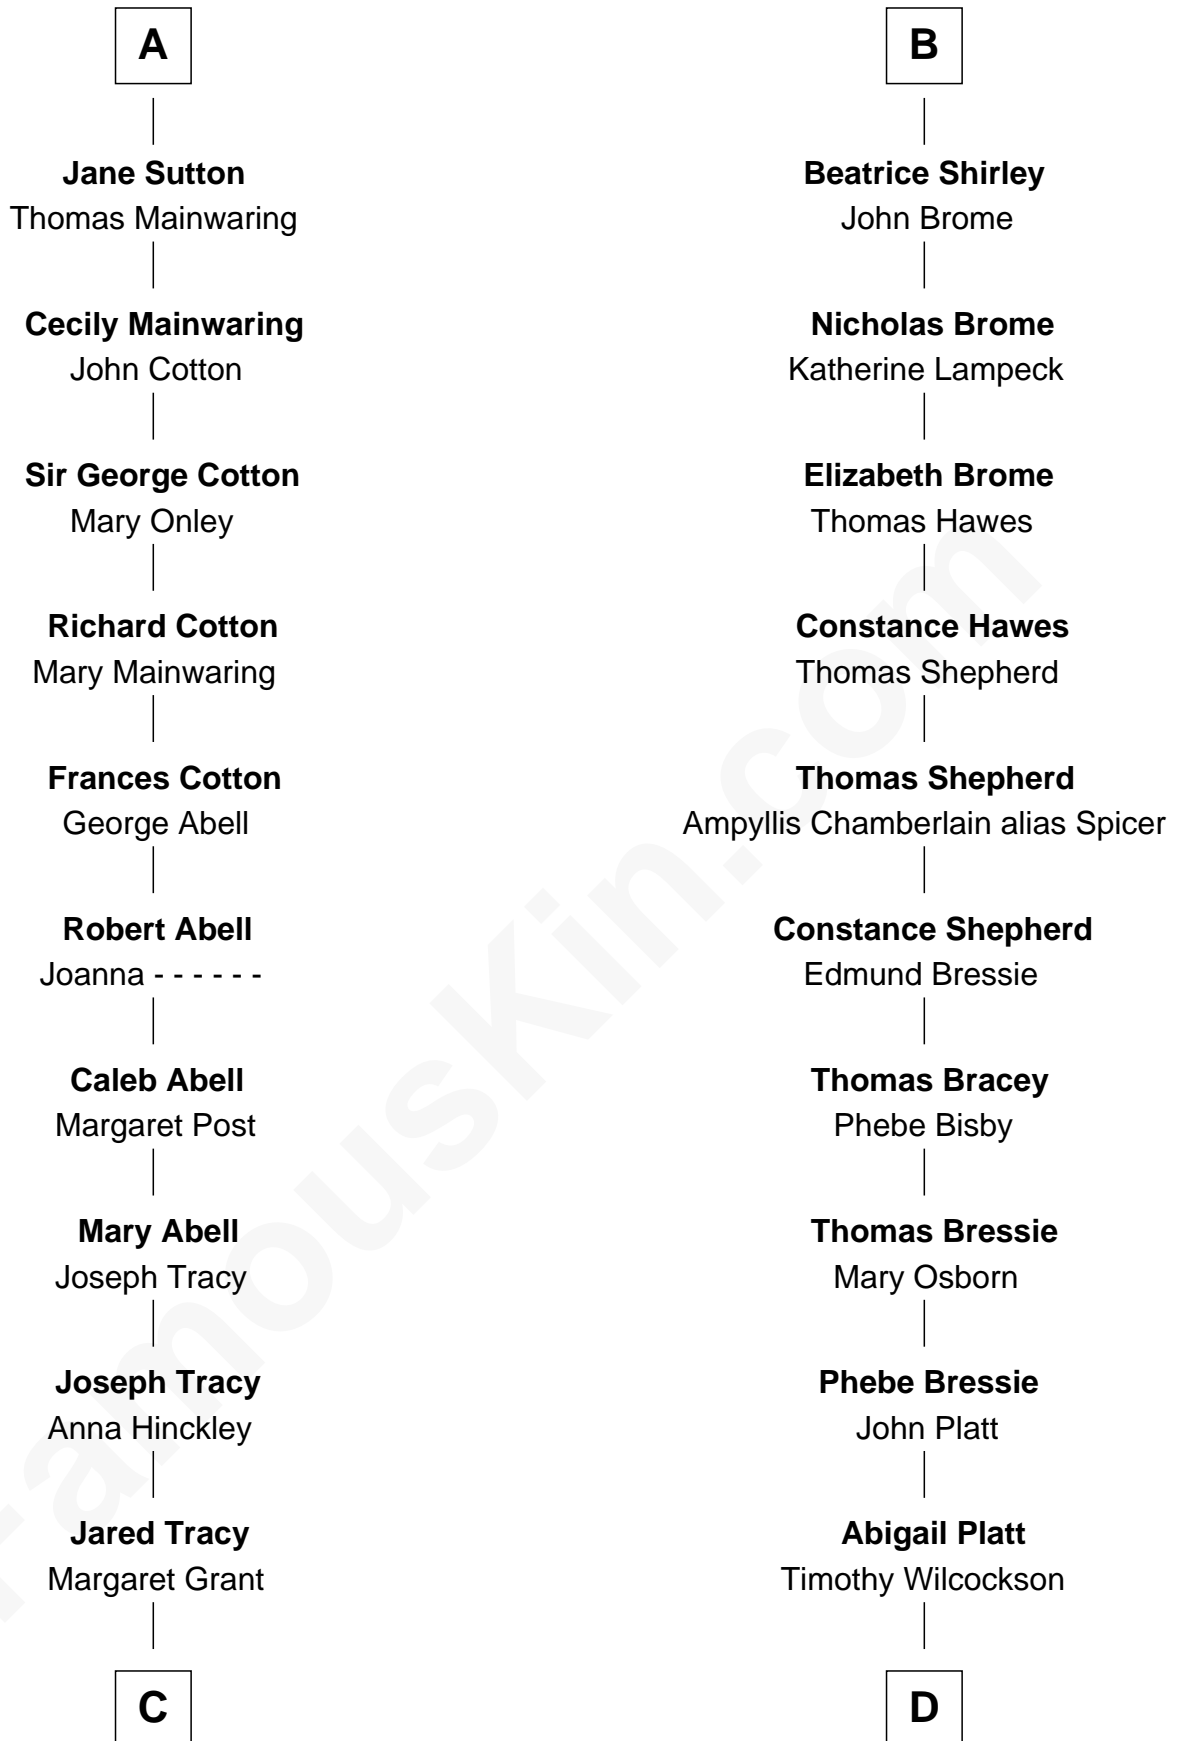 A
Jane Sutton
Thomas Mainwaring
Cecily Mainwaring
John Cotton
Sir George Cotton
Mary Onley
Richard Cotton
Mary Mainwaring
Frances Cotton
George Abell
Robert Abell
Joanna - - - - - -
Caleb Abell
Margaret Post
Mary Abell
Joseph Tracy
Joseph Tracy
Anna Hinckley
Jared Tracy
Margaret Grant
C
B
Beatrice Shirley
John Brome
Nicholas Brome
Katherine Lampeck
Elizabeth Brome
Thomas Hawes
Constance Hawes
Thomas Shepherd
Thomas Shepherd
Ampyllis Chamberlain alias Spicer
Constance Shepherd
Edmund Bressie
Thomas Bracey
Phebe Bisby
Thomas Bressie
Mary Osborn
Phebe Bressie
John Platt
Abigail Platt
Timothy Wilcockson
D
FamousKin.com